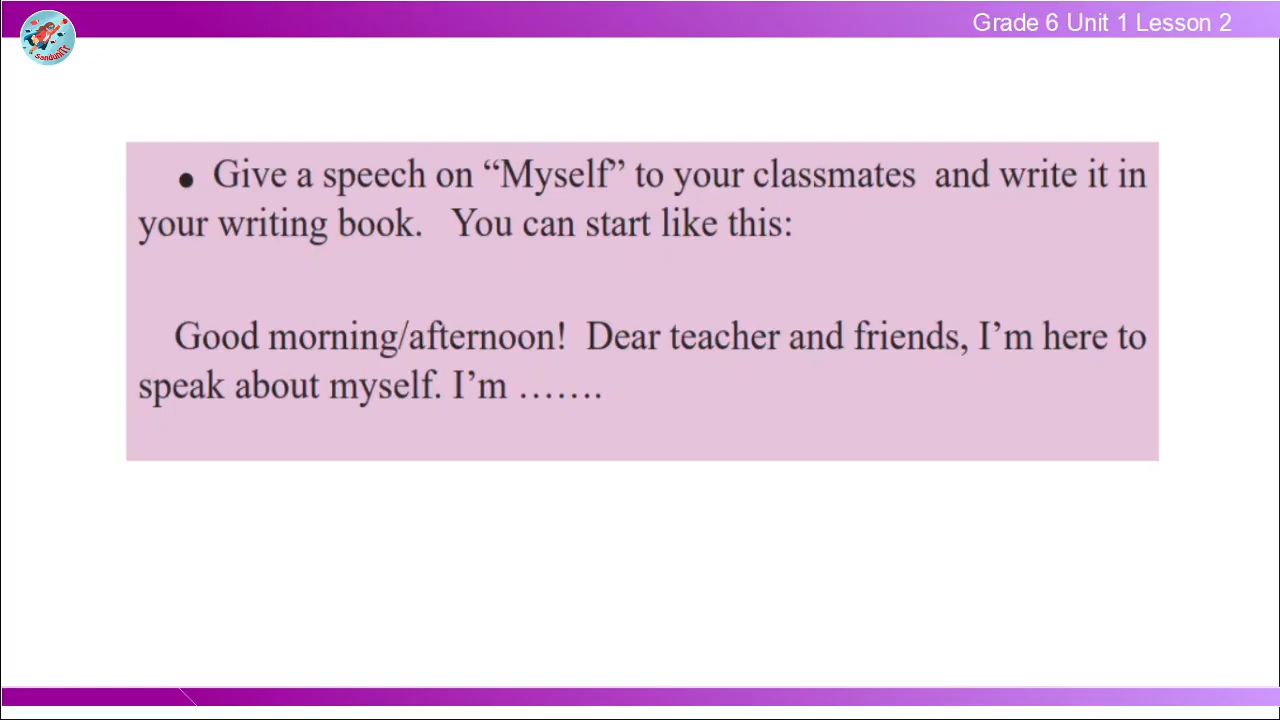 Grade 6 Unit 1 Lesson 2
• Give a speech on “Myself” to your classmates and write it in
your writing book. You can start like this:
Good morning/afternoon! Dear teacher and friends, I’m here to
speak about myself. I’m …….